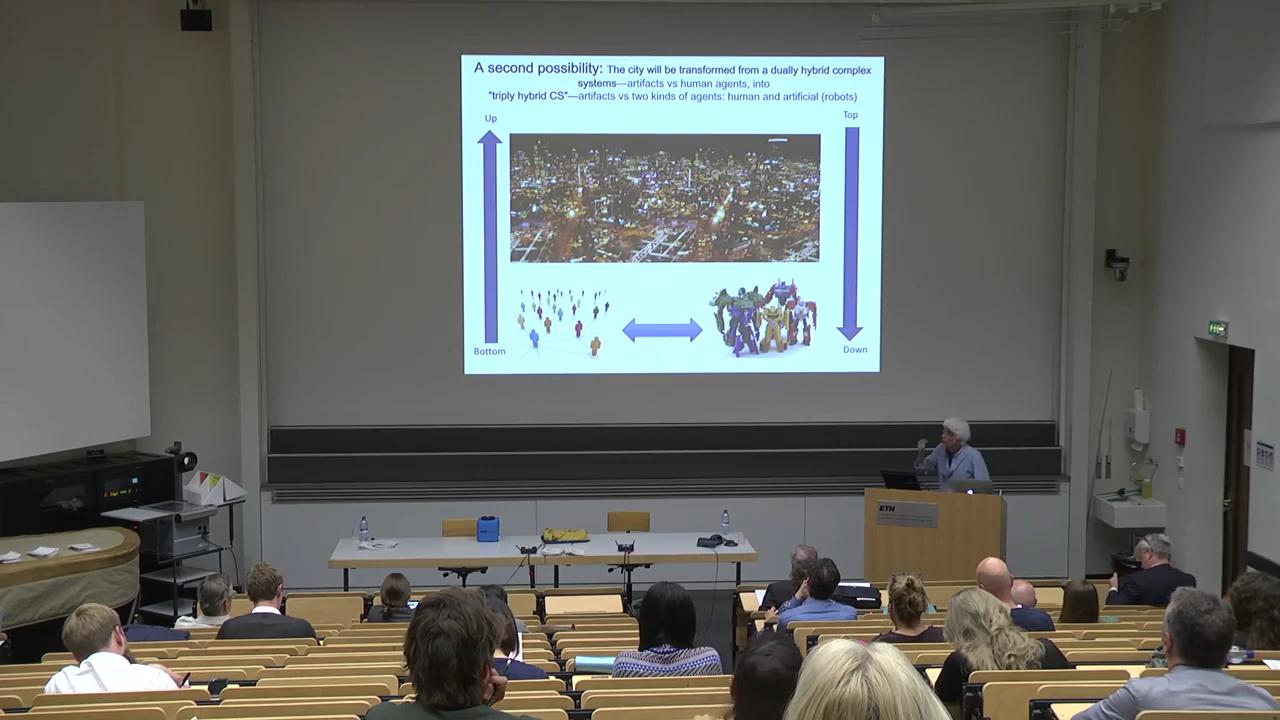 A second possibility: The city will be transformed from a dually hybrid complex
systems—artifacts vs human agents, into
"triply hybrid CS"—artifacts vs two kinds of agents: human and artificial (robots)
Up
Top
Bottom
Down
ETH